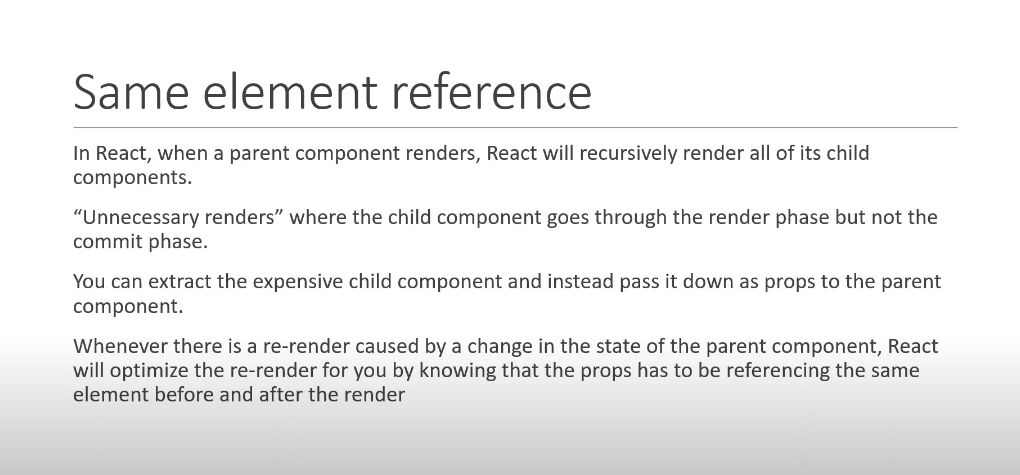 Same element reference
In React, when a parent component renders, React will recursively render all of its child
components.
“Unnecessary renders” where the child component goes through the render phase but not the
commit phase.
You can extract the expensive child component and instead pass it down as props to the parent
component.
Whenever there is a re-render caused by a change in the state of the parent component, React
will optimize the re-render for you by knowing that the props has to be referencing the same
element before and after the render